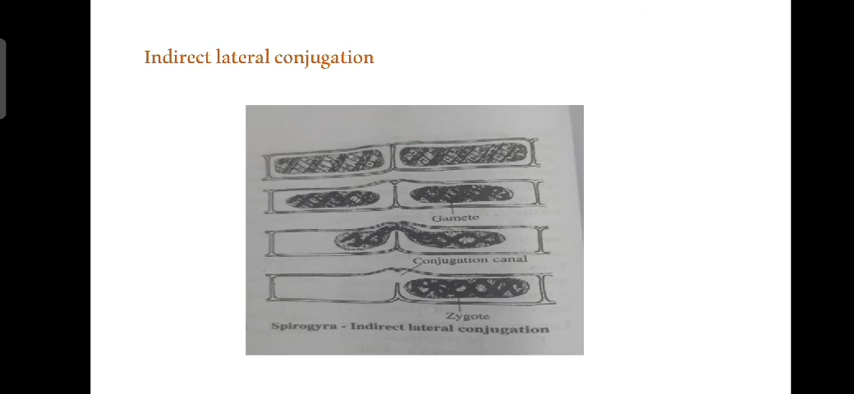 Indirect lateral conjugation
Gamete
Conjugation canal
Zygote
Spirogyra - Indirect lateral conjugation